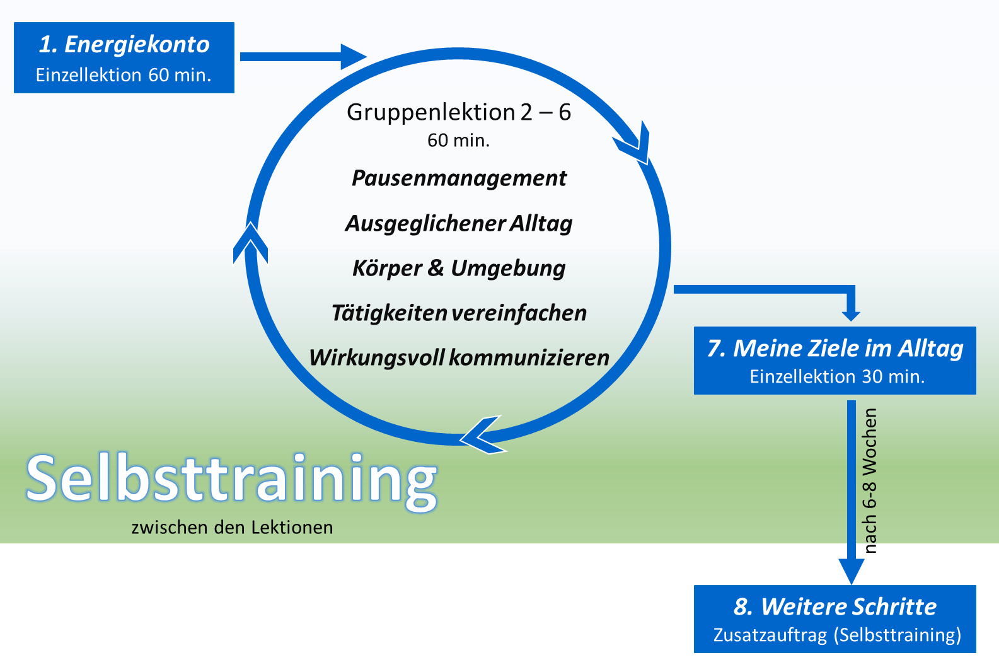 1. Energiekonto
Einzellektion 60 min.
Gruppenlektion 2 – 6
60 min.
Pausenmanagement
Ausgeglichener Alltag
Körper & Umgebung
Tätigkeiten vereinfachen
Wirkungsvoll kommunizieren
7. Meine Ziele im Alltag
Einzellektion 30 min.
nach 6-8 Wochen
Selbsttraining
zwischen den Lektionen
8. Weitere Schritte
Zusatzauftrag (Selbsttraining)